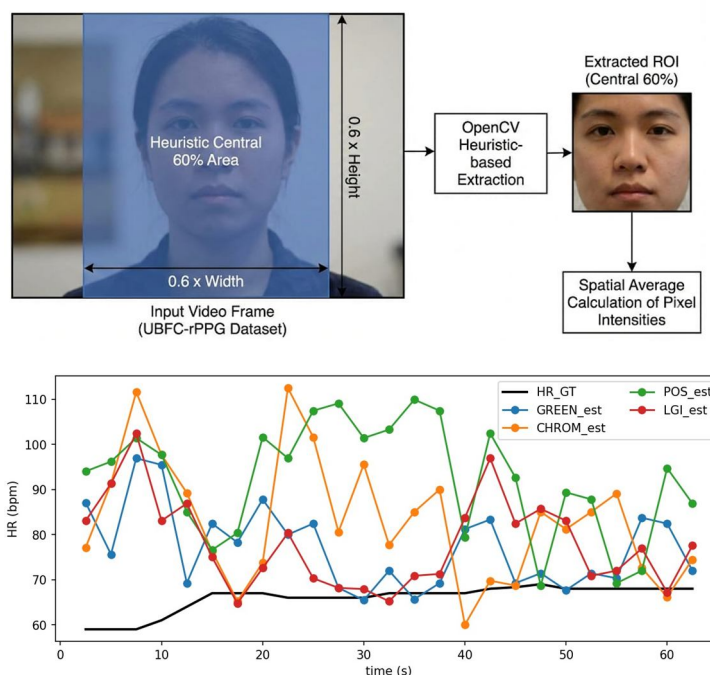 Heuristic Central
60% Area
0.6 x Height
0.6 x Width
Input Video Frame
(UBFC-rPPG Dataset)
OpenCV
Heuristic-
based
Extraction
Extracted ROI
(Central 60%)
Spatial Average
Calculation of Pixel
Intensities
HR_GT
GREEN_est
CHROM_est
POS_est
LGI_est
HR (bpm)
110
100
90
80
70
60
0
10
20
30
40
50
60
time (s)